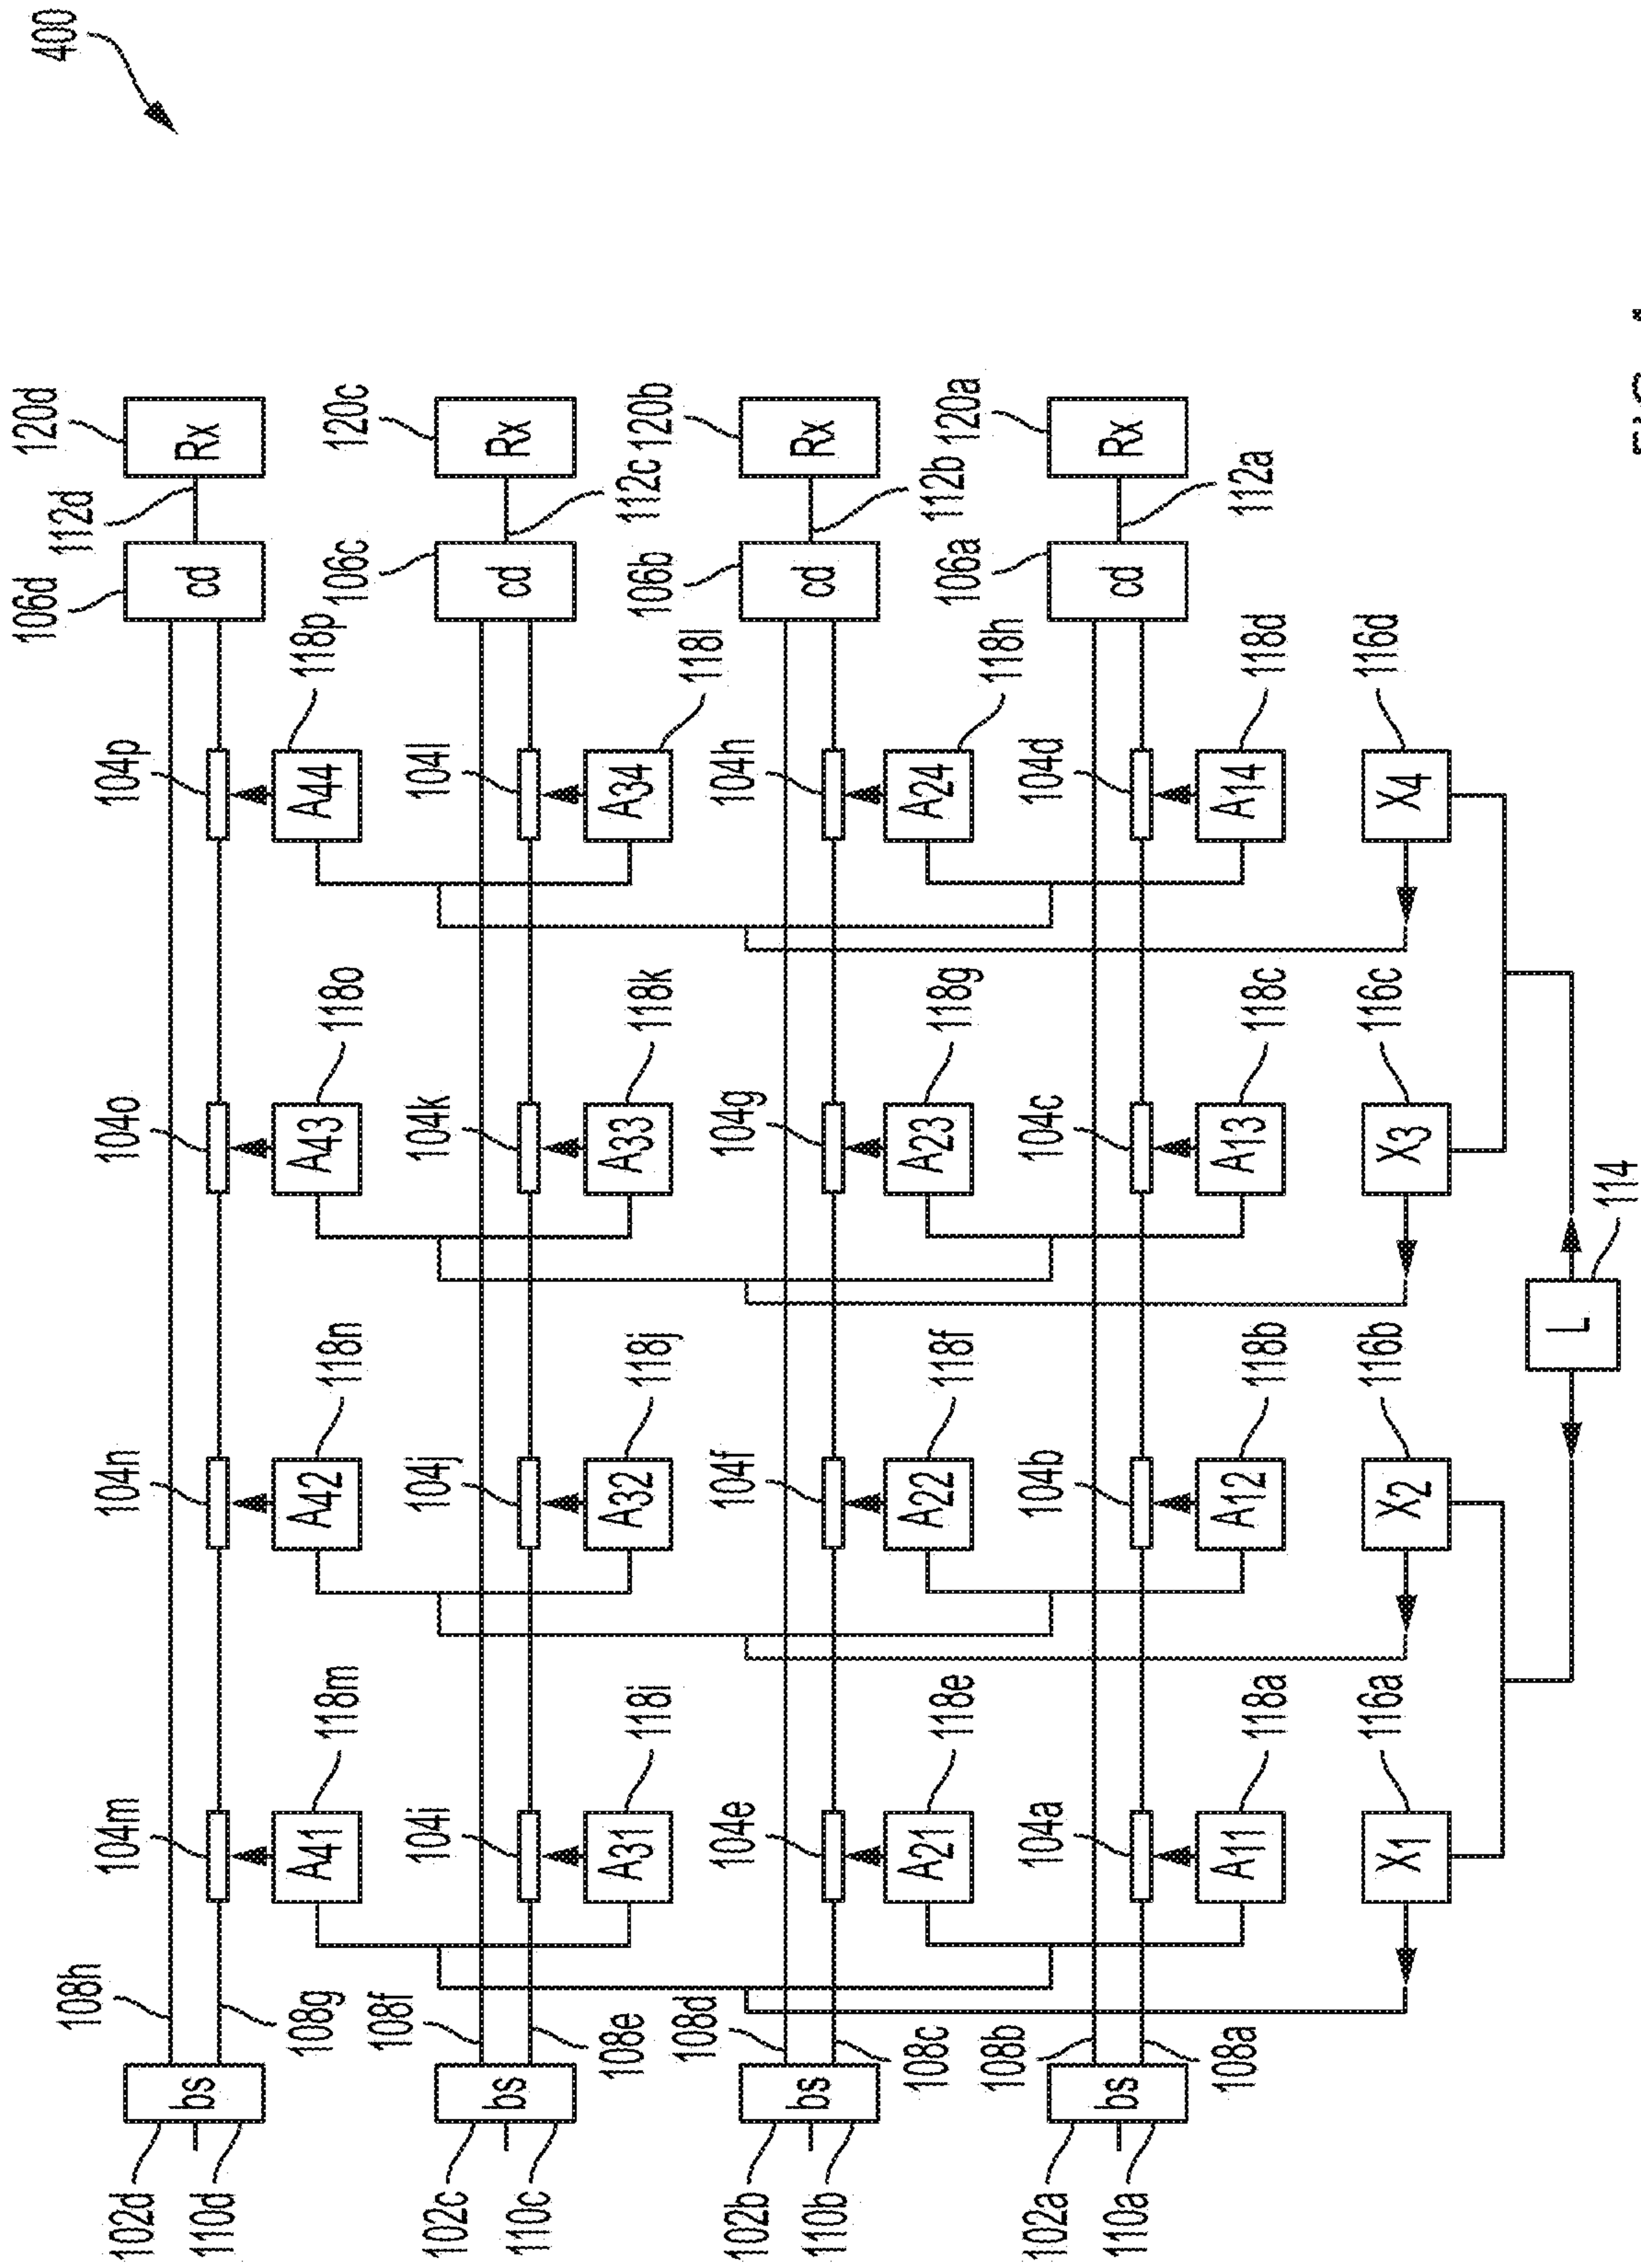 400
106d 120d
108h 112d
104m 104n 104o 104p
102d bs cd Rx
110d
108g 118m 118n 118o 118p
A41 A42 A43 A44
108f 106c 120c
104i 104j 104k 104l
102c bs cd Rx
110c
108e 118i 118j 118k 118l 112c
A31 A32 A33 A34
108d 106b 120b
104e 104f 104g 104h
102b bs cd Rx
110b
108c 118e 118f 118g 118h 112b
A21 A22 A23 A24
108b 106a 120a
104a 104b 104c 104d
102a bs cd Rx
110a
108a 118a 118b 118c 118d 112a
A11 A12 A13 A14
116a 116b 116c 116d
X1 X2 X3 X4
L
114